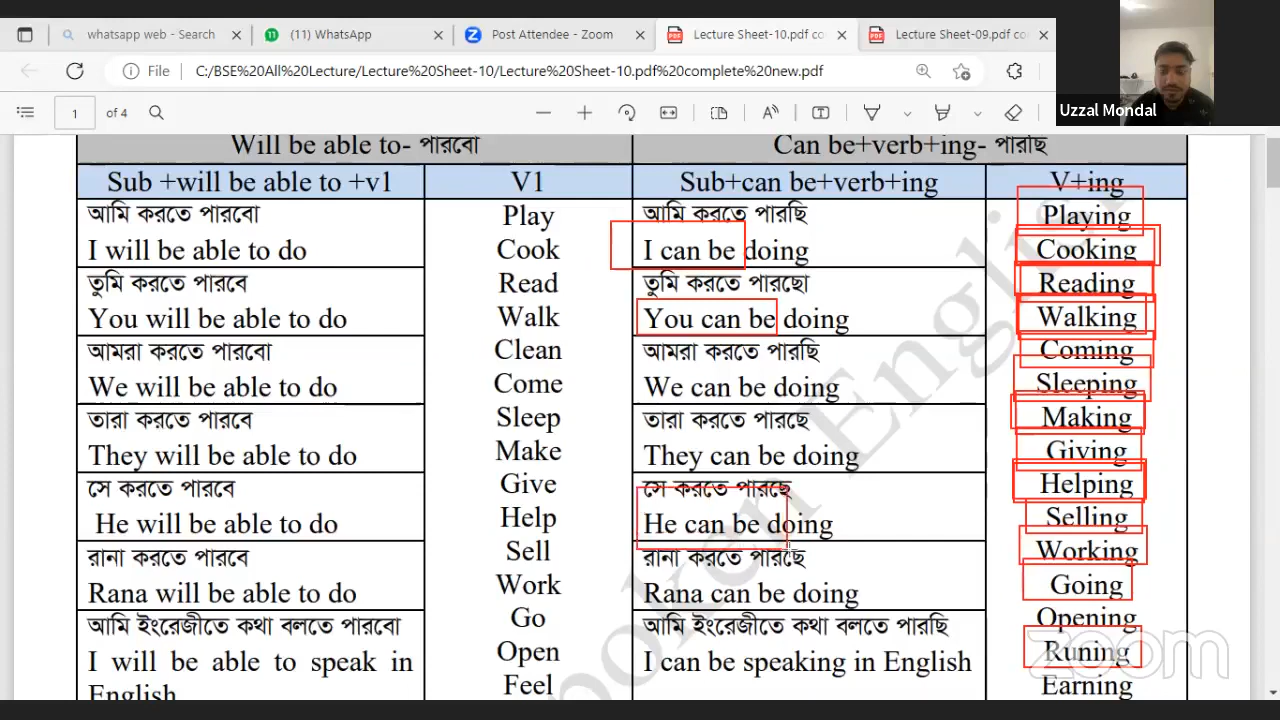 whatsapp web - Search
(11) WhatsApp
Post Attendee - Zoom
Lecture Sheet-10.pdf co
Lecture Sheet-09.pdf co
File
C:/BSE%20All%20Lecture/Lecture%20Sheet-10/Lecture%20Sheet-10.pdf%20complete%20new.pdf
1 of 4
Uzzal Mondal
Will be able to- পারবো
Can be+verb+ing- পারছি
Sub +will be able to +v1
V1
Sub+can be+verb+ing
V+ing
আমি করতে পারবো
I will be able to do
তুমি করতে পারবে
You will be able to do
আমরা করতে পারবো
We will be able to do
তারা করতে পারবে
They will be able to do
সে করতে পারবে
He will be able to do
রানা করতে পারবে
Rana will be able to do
আমি ইংরেজীতে কথা বলতে পারবো
I will be able to speak in
English
Play
Cook
Read
Walk
Clean
Come
Sleep
Make
Give
Help
Sell
Work
Go
Open
Feel
আমি করতে পারছি
I can be doing
তুমি করতে পারছো
You can be doing
আমরা করতে পারছি
We can be doing
তারা করতে পারছে
They can be doing
সে করতে পারছে
He can be doing
রানা করতে পারছে
Rana can be doing
আমি ইংরেজীতে কথা বলতে পারছি
I can be speaking in English
Playing
Cooking
Reading
Walking
Coming
Sleeping
Making
Giving
Helping
Selling
Working
Going
Opening
Runing
Earning
zoom